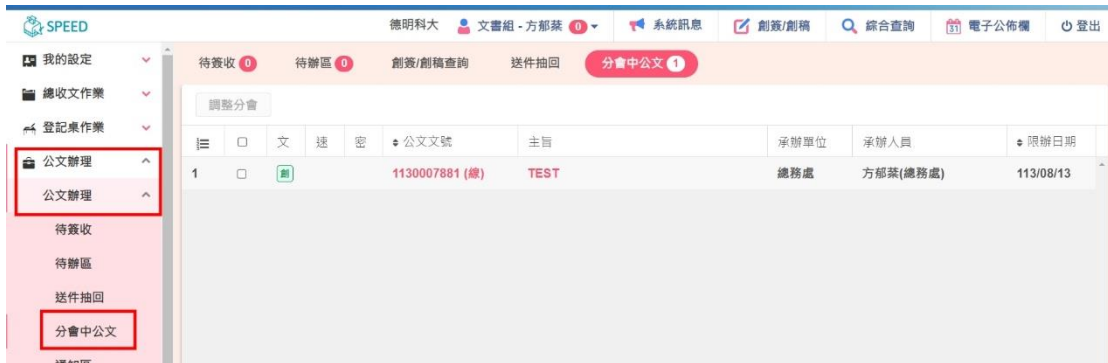 SPEED 德明科大 文書組 - 方郁葇 0 系統訊息 創簽/創稿 綜合查詢 31 電子公佈欄 登出
我的設定
總收文作業
登記桌作業
公文辦理
公文辦理
待簽收
待辦區
送件抽回
分會中公文
通知區
待簽收 0 待辦區 0 創簽/創稿查詢 送件抽回 分會中公文 1
調整分會
文 速 密 公文文號 主旨 承辦單位 承辦人員 限辦日期
1 創 1130007881 (線) TEST 總務處 方郁葇(總務處) 113/08/13